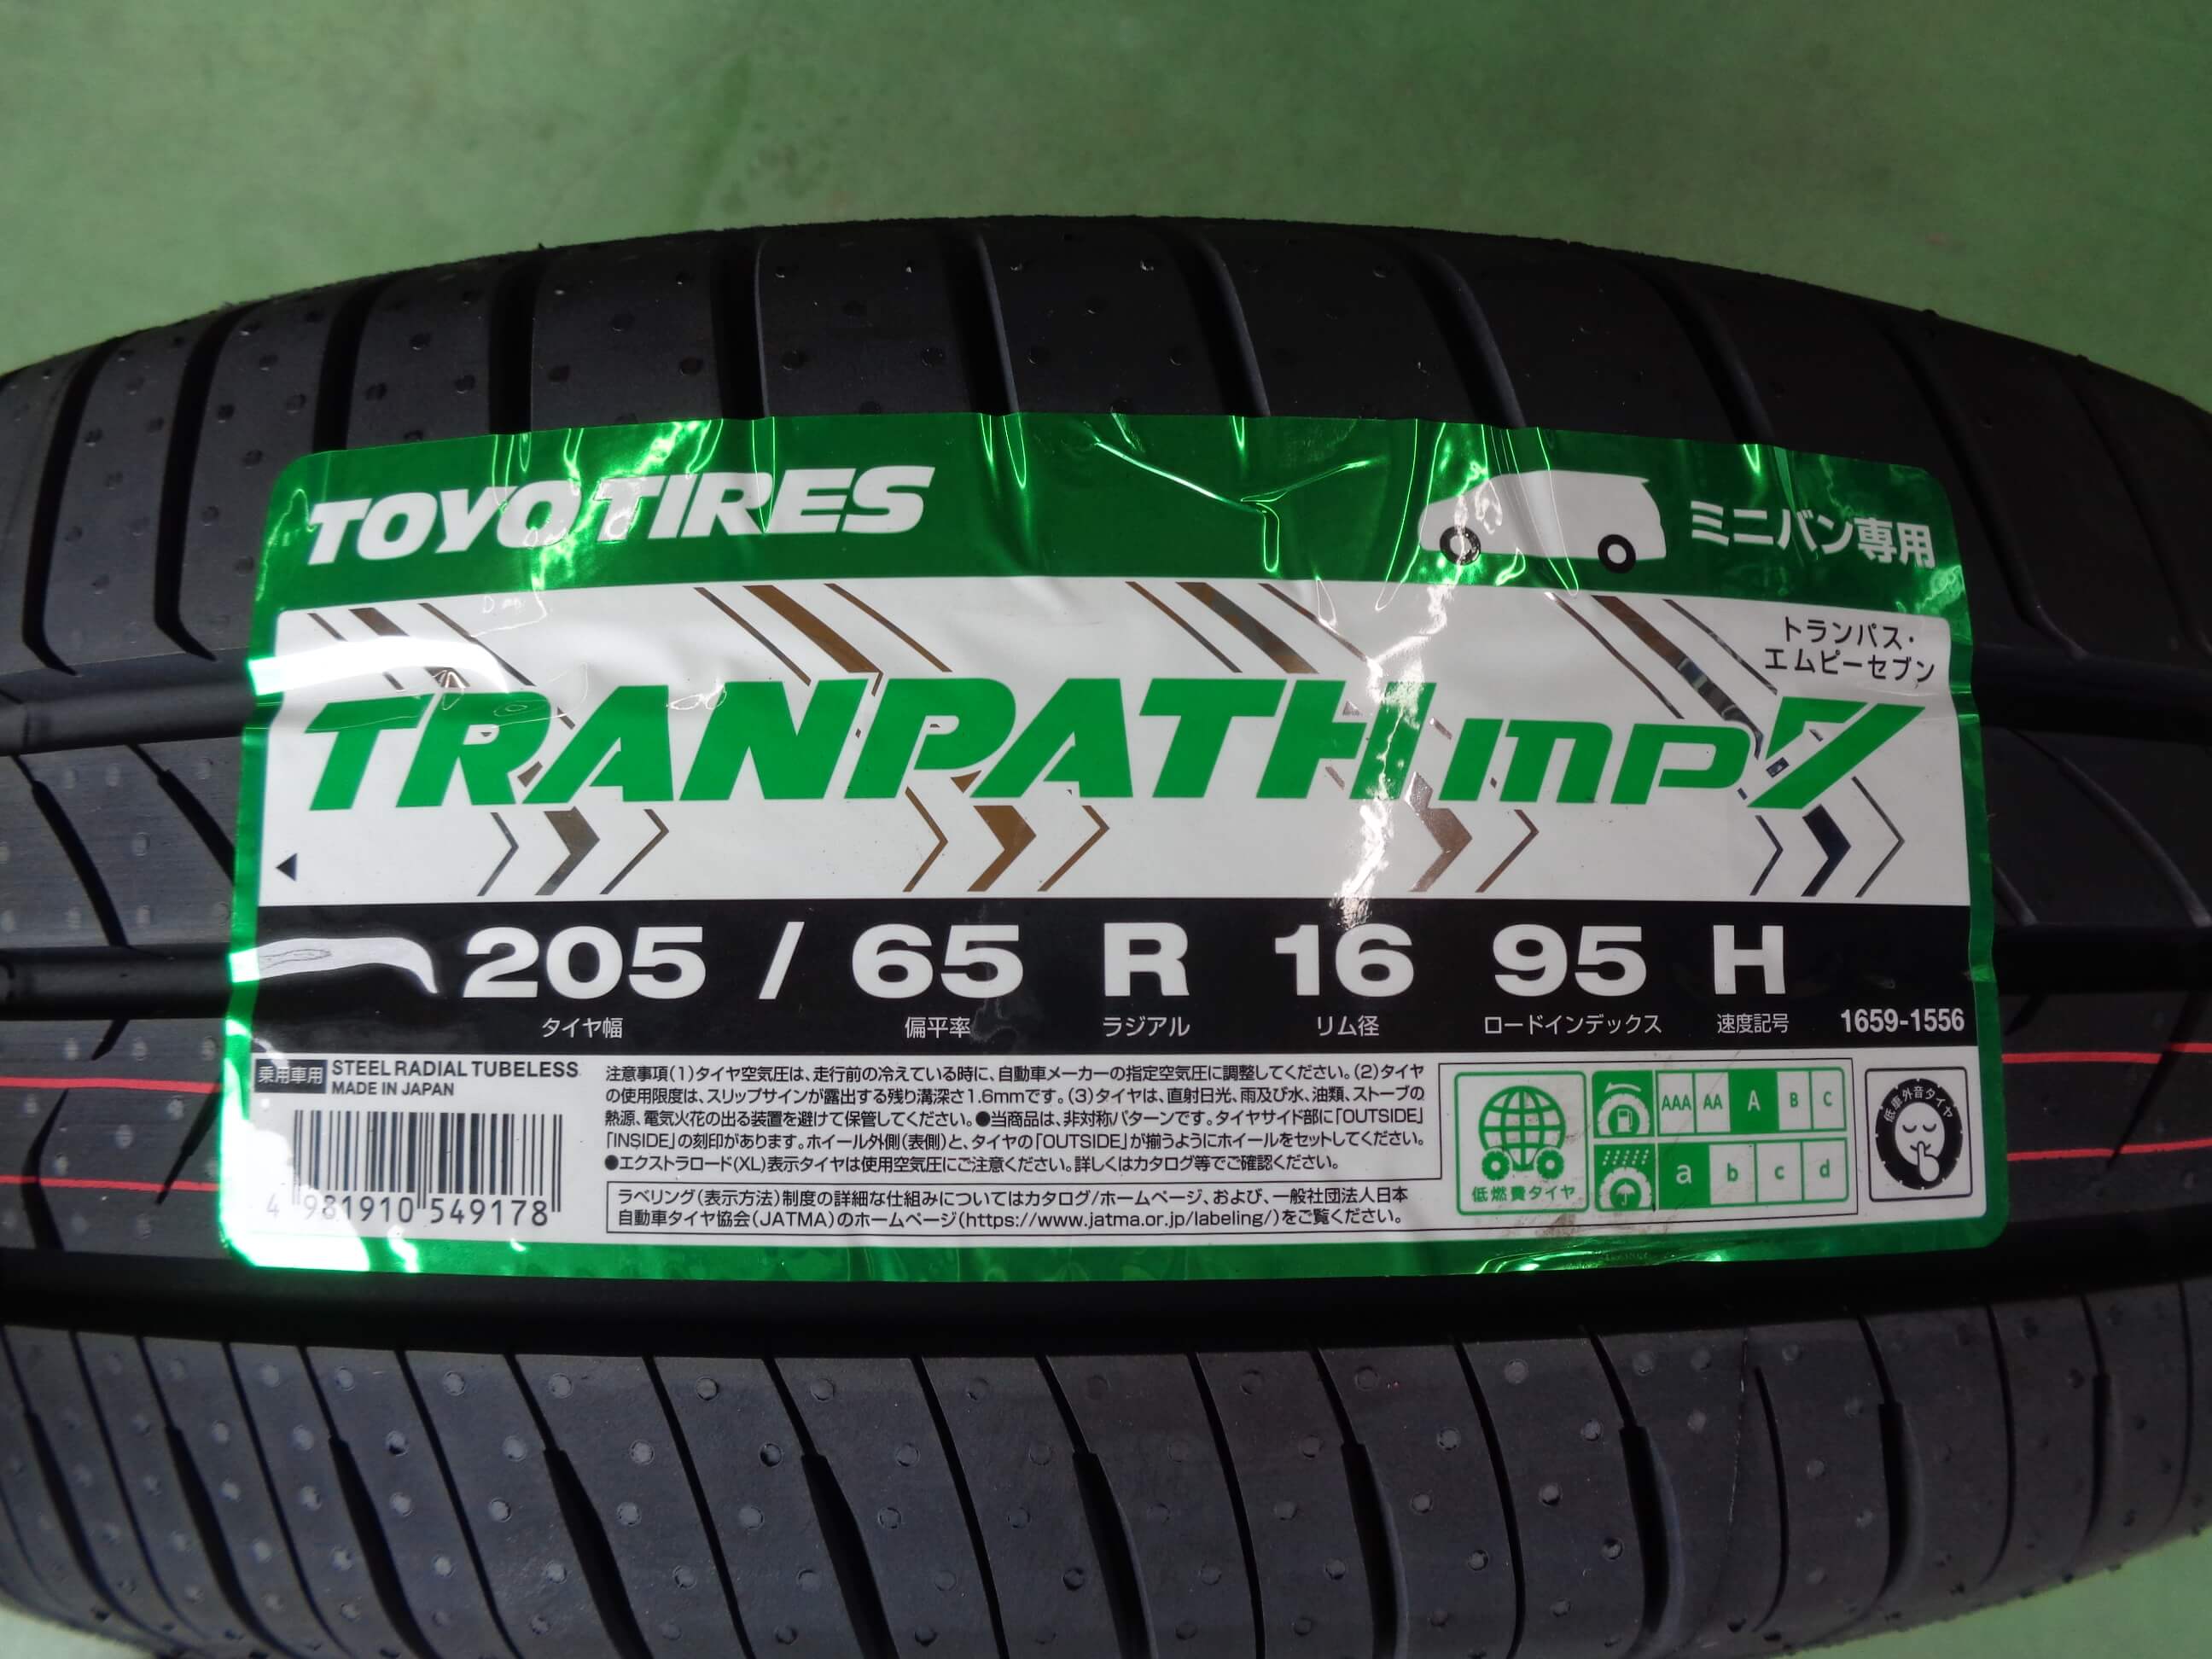 TOYO TIRES
ミニバン専用
トランパス・
エムピーセブン
TRANPATH mp7
205 / 65 R 16 95 H
タイヤ幅 偏平率 ラジアル リム径 ロードインデックス 速度記号 1659-1556
乗用車用 STEEL RADIAL TUBELESS
MADE IN JAPAN
注意事項(1)タイヤ空気圧は、走行前の冷えている時に、自動車メーカーの指定空気圧に調整してください。(2)タイヤ
の使用限度は、スリップサインが露出する残り溝深さ1.6mmです。(3)タイヤは、直射日光、雨及び水、油類、ストーブの
熱源、電気火花の出る装置を避けて保管してください。●当商品は、非対称パターンです。タイヤサイド部に「OUTSIDE」
「INSIDE」の刻印があります。ホイール外側(表側)と、タイヤの「OUTSIDE」が揃うようにホイールをセットしてください。
●エクストラロード(XL)表示タイヤは使用空気圧にご注意ください。詳しくはカタログ等でご確認ください。
ラベリング(表示方法)制度の詳細な仕組みについてはカタログ/ホームページ、および、一般社団法人日本
自動車タイヤ協会(JATMA)のホームページ(https://www.jatma.or.jp/labeling/)をご覧ください。
4 981910 549178
低燃費タイヤ
AAA AA A B C
a b c d
低車外音タイヤ